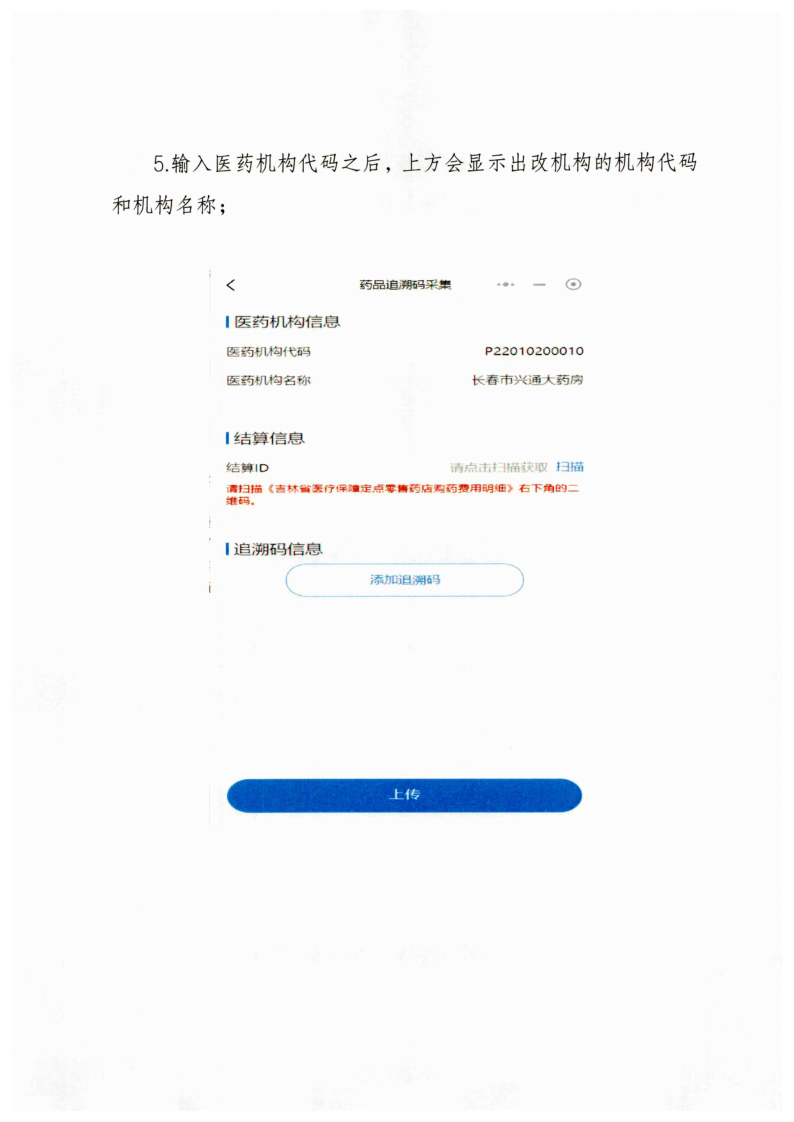 5.输入医药机构代码之后，上方会显示出改机构的机构代码
和机构名称；
药品追溯码采集
医药机构信息
医药机构代码 P22010200010
医药机构名称 长春市兴通大药房
结算信息
结算ID 请点击扫描获取 扫描
请扫描《吉林省医疗保障定点零售药店购药费用明细》右下角的二
维码。
追溯码信息
添加追溯码
上传